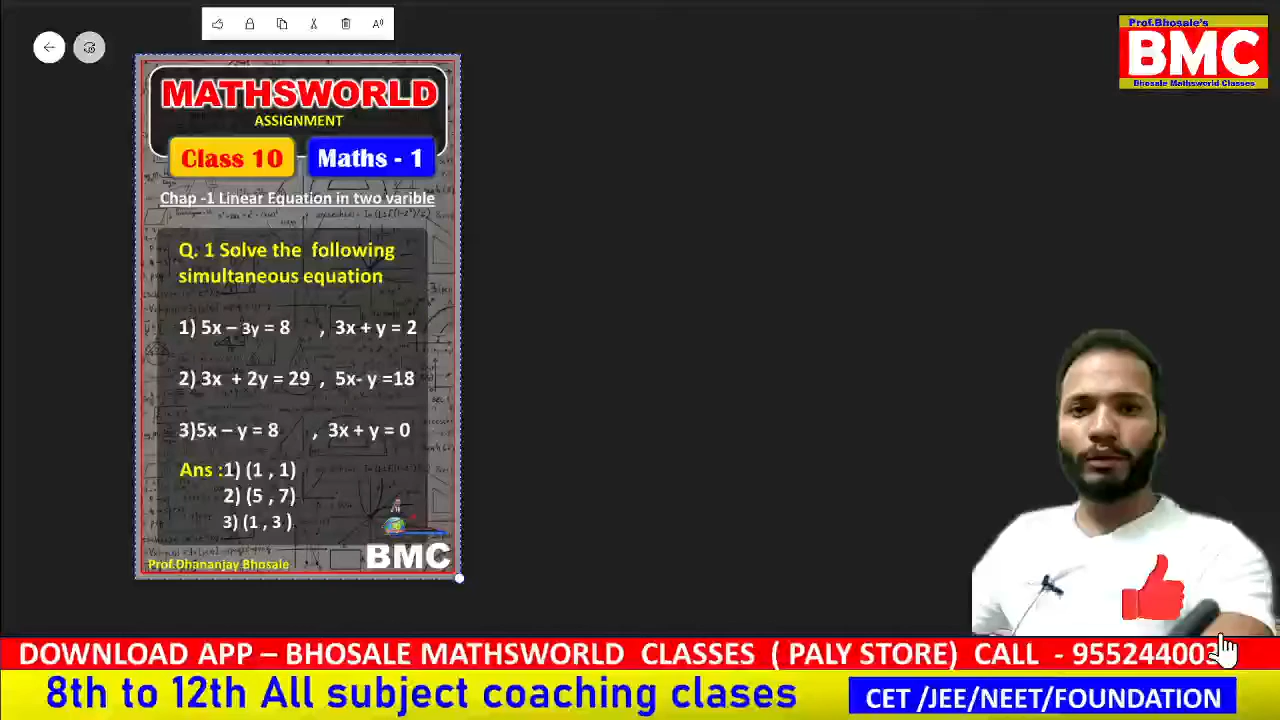 Prof.Bhosale's
BMC
Bhosale Mathsworld Classes
MATHSWORLD
ASSIGNMENT
Class 10
Maths - 1
Chap -1 Linear Equation in two varible
Q. 1 Solve the following
simultaneous equation
1) 5x – 3y = 8 , 3x + y = 2
2) 3x + 2y = 29 , 5x- y =18
3)5x – y = 8 , 3x + y = 0
Ans :1) (1 , 1)
2) (5 , 7)
3) (1 , 3 )
BMC
Prof.Dhananjay Bhosale
DOWNLOAD APP – BHOSALE MATHSWORLD CLASSES ( PALY STORE) CALL -
8th to 12th All subject coaching clases
CET /JEE/NEET/FOUNDATION